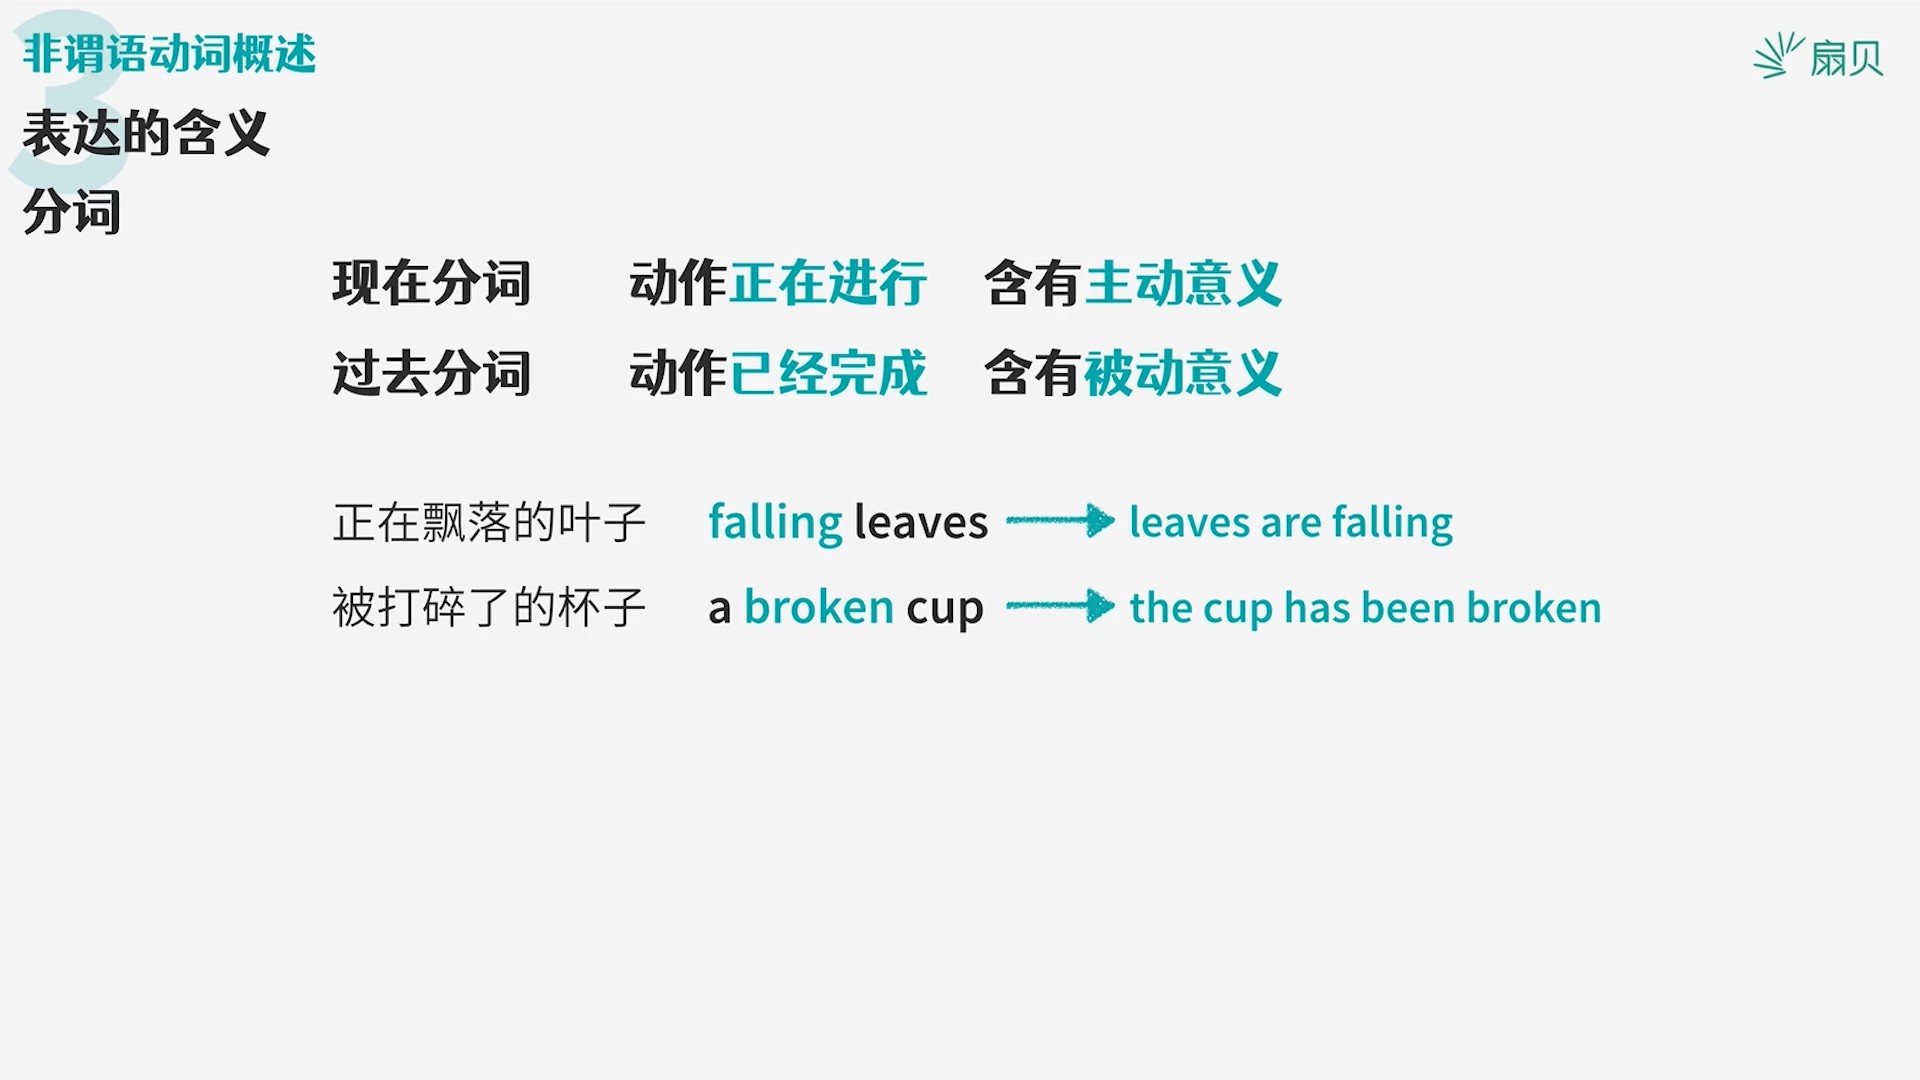 3
非谓语动词概述
扇贝
表达的含义
分词
现在分词 动作正在进行 含有主动意义
过去分词 动作已经完成 含有被动意义
正在飘落的叶子 falling leaves leaves are falling
被打碎了的杯子 a broken cup the cup has been broken